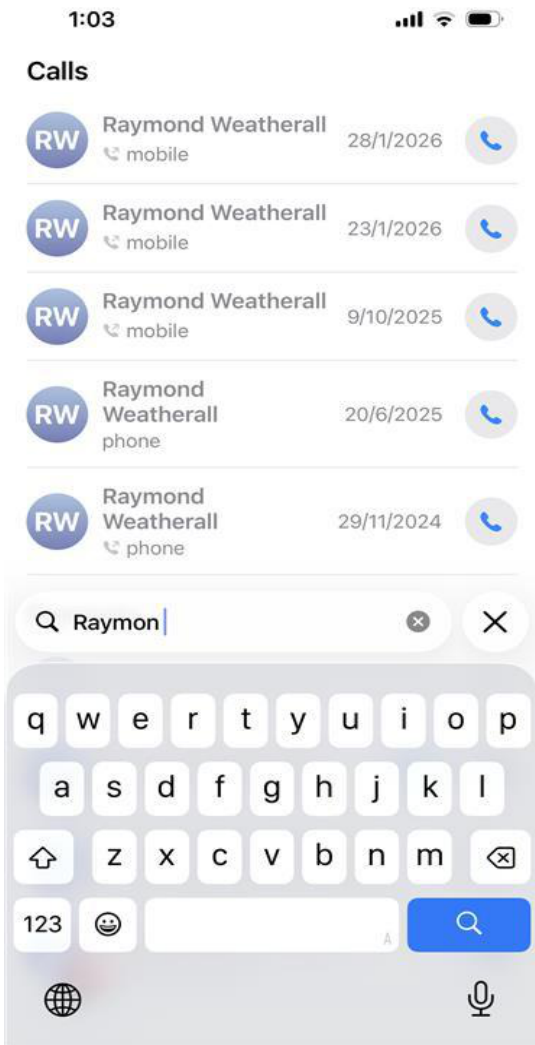 1:03
Calls
RW
Raymond Weatherall
mobile
28/1/2026
RW
Raymond Weatherall
mobile
23/1/2026
RW
Raymond Weatherall
mobile
9/10/2025
RW
Raymond
Weatherall
phone
20/6/2025
RW
Raymond
Weatherall
phone
29/11/2024
Raymon
q w e r t y u i o p
a s d f g h j k l
z x c v b n m
123
A